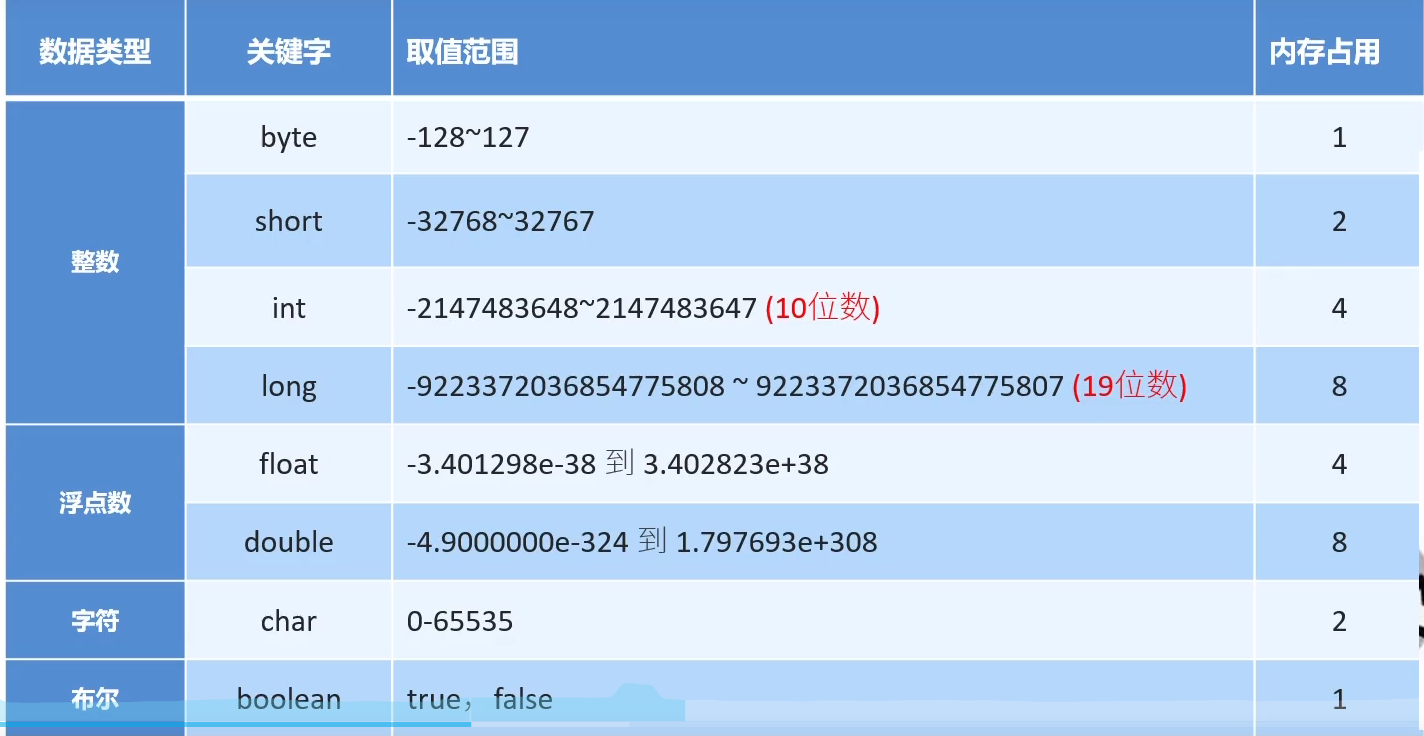 数据类型 关键字 取值范围 内存占用
整数
byte -128~127 1
short -32768~32767 2
int -2147483648~2147483647 (10位数) 4
long -9223372036854775808 ~ 9223372036854775807 (19位数) 8
浮点数
float -3.401298e-38 到 3.402823e+38 4
double -4.9000000e-324 到 1.797693e+308 8
字符 char 0-65535 2
布尔 boolean true，false 1